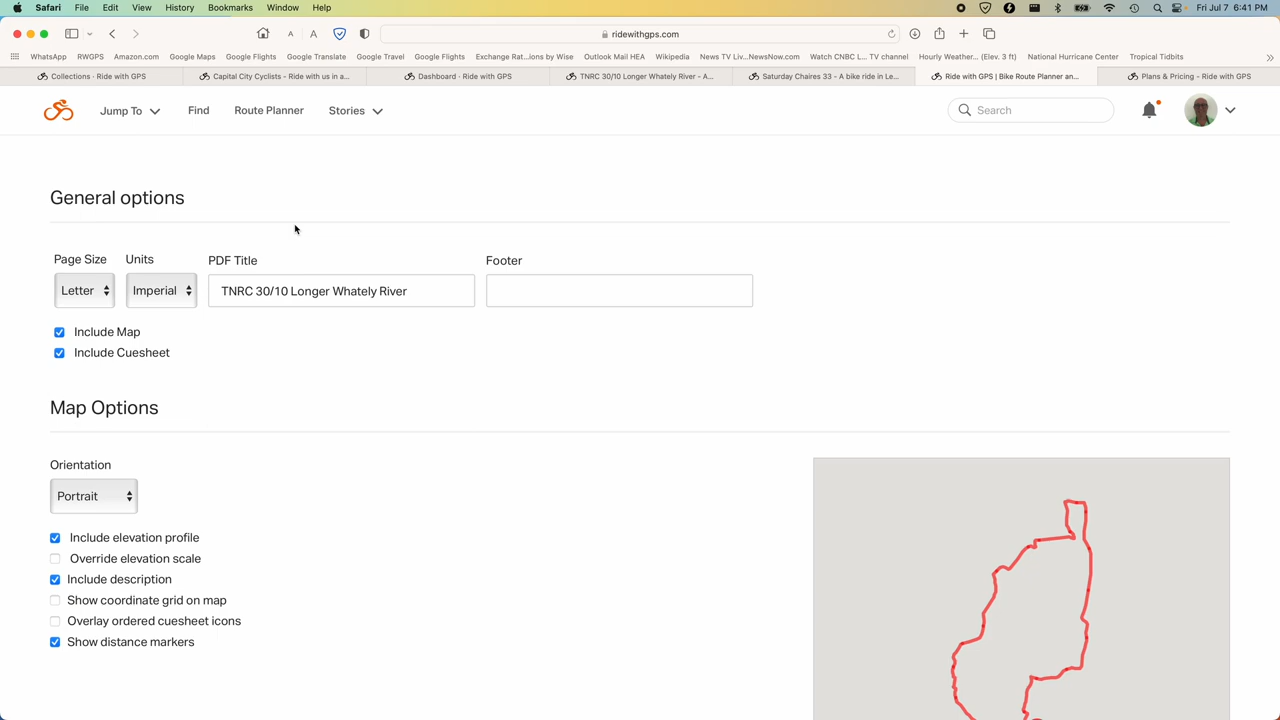 Safari File Edit View History Bookmarks Window Help Fri Jul 7 6:41 PM
A A ridewithgps.com
WhatsApp RWGPS Amazon.com Google Maps Google Flights Google Translate Google Travel Google Flights Exchange Rat...ions by Wise Outlook Mail HEA Wikipedia News TV Liv...NewsNow.com Watch CNBC L... TV channel Hourly Weather... (Elev. 3 ft) National Hurricane Center Tropical Tidbits
Collections · Ride with GPS Capital City Cyclists - Ride with us in a... Dashboard · Ride with GPS TNRC 30/10 Longer Whately River - A... Saturday Chaires 33 - A bike ride in Le... Ride with GPS | Bike Route Planner an... Plans & Pricing - Ride with GPS
Jump To Find Route Planner Stories Search
General options
Page Size Units PDF Title Footer
Letter Imperial TNRC 30/10 Longer Whately River
Include Map
Include Cuesheet
Map Options
Orientation
Portrait
Include elevation profile
Override elevation scale
Include description
Show coordinate grid on map
Overlay ordered cuesheet icons
Show distance markers